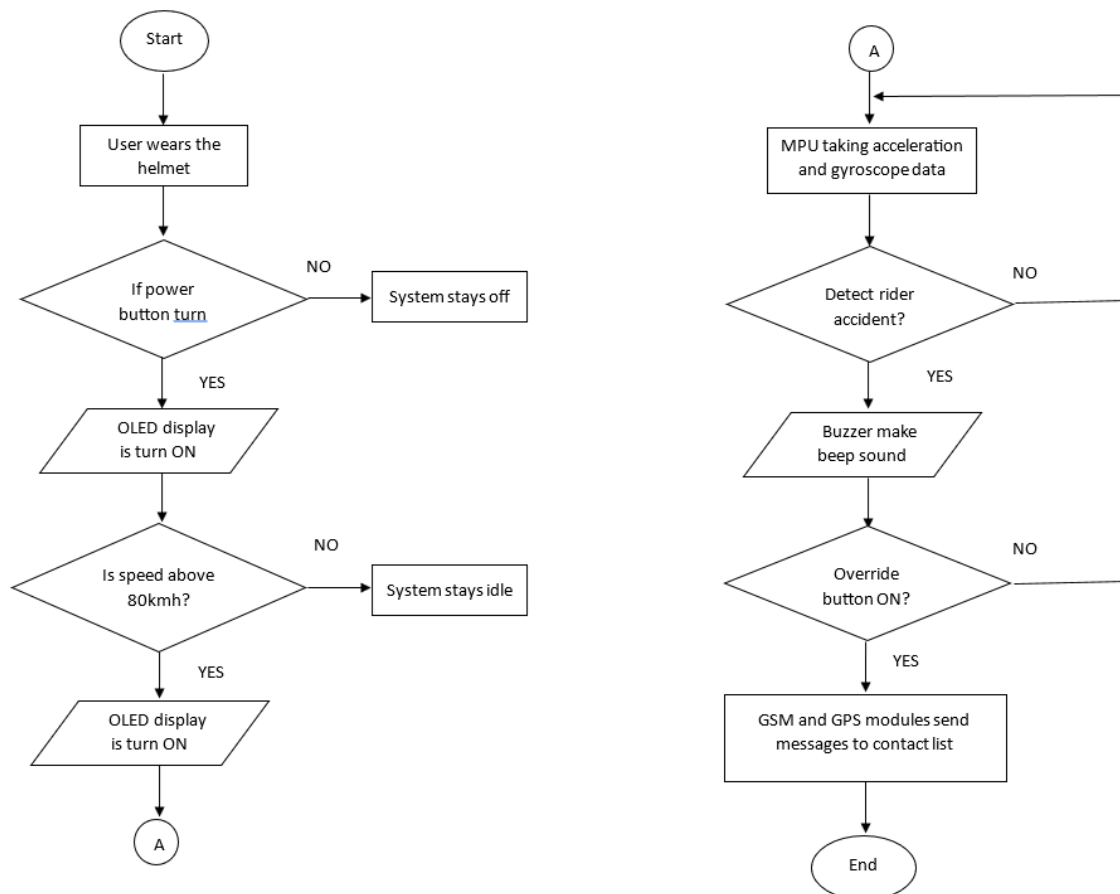 Start
User wears the
helmet
If power
button turn
NO
System stays off
YES
OLED display
is turn ON
Is speed above
80kmh?
NO
System stays idle
YES
OLED display
is turn ON
A
A
MPU taking acceleration
and gyroscope data
Detect rider
accident?
NO
YES
Buzzer make
beep sound
Override
button ON?
NO
YES
GSM and GPS modules send
messages to contact list
End